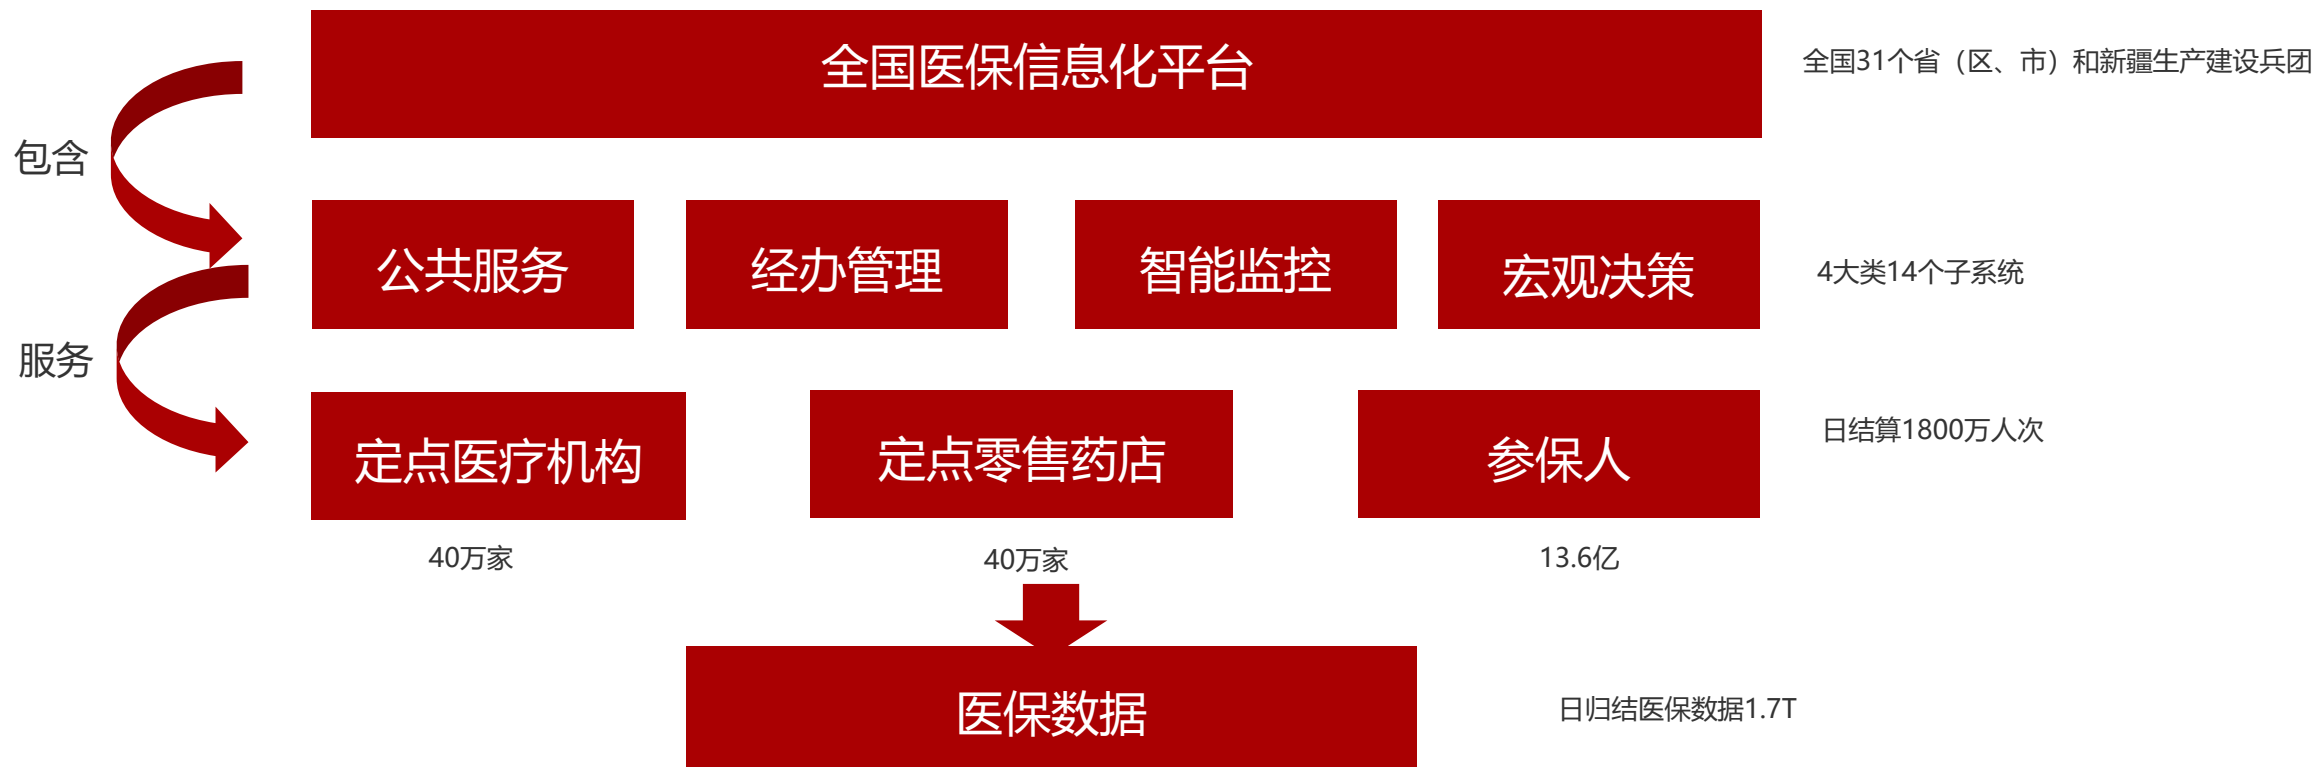 全国医保信息化平台
全国31个省（区、市）和新疆生产建设兵团
包含
公共服务
经办管理
智能监控
宏观决策
4大类14个子系统
服务
定点医疗机构
定点零售药店
参保人
日结算1800万人次
40万家
40万家
13.6亿
医保数据
日归结医保数据1.7T